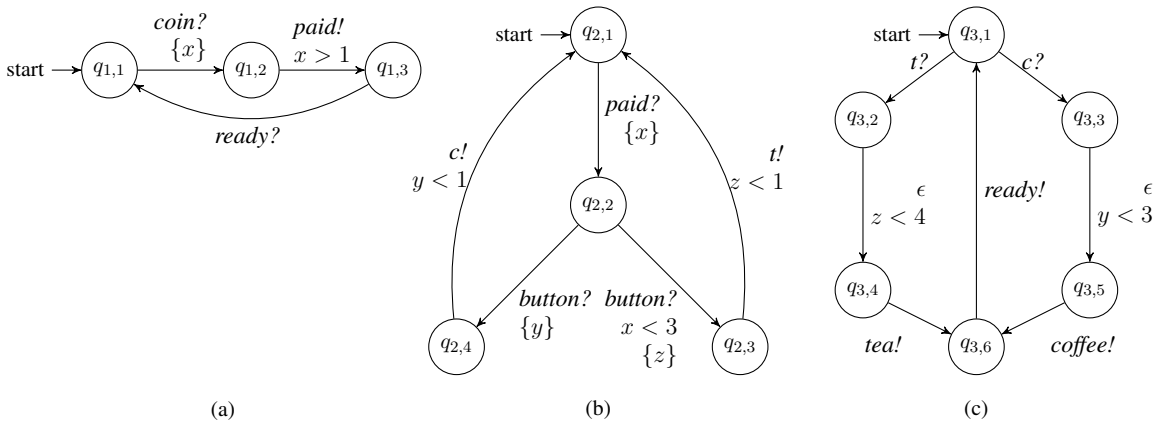 start
q1,1
coin?
{x}
q1,2
paid!
x > 1
q1,3
ready?
(a)
start
q2,1
paid?
{x}
c!
y < 1
t!
z < 1
q2,2
button?
{y}
button?
x < 3
{z}
q2,4
q2,3
(b)
start
q3,1
t?
c?
q3,2
q3,3
ϵ
z < 4
ready!
ϵ
y < 3
q3,4
q3,5
tea!
q3,6
coffee!
(c)